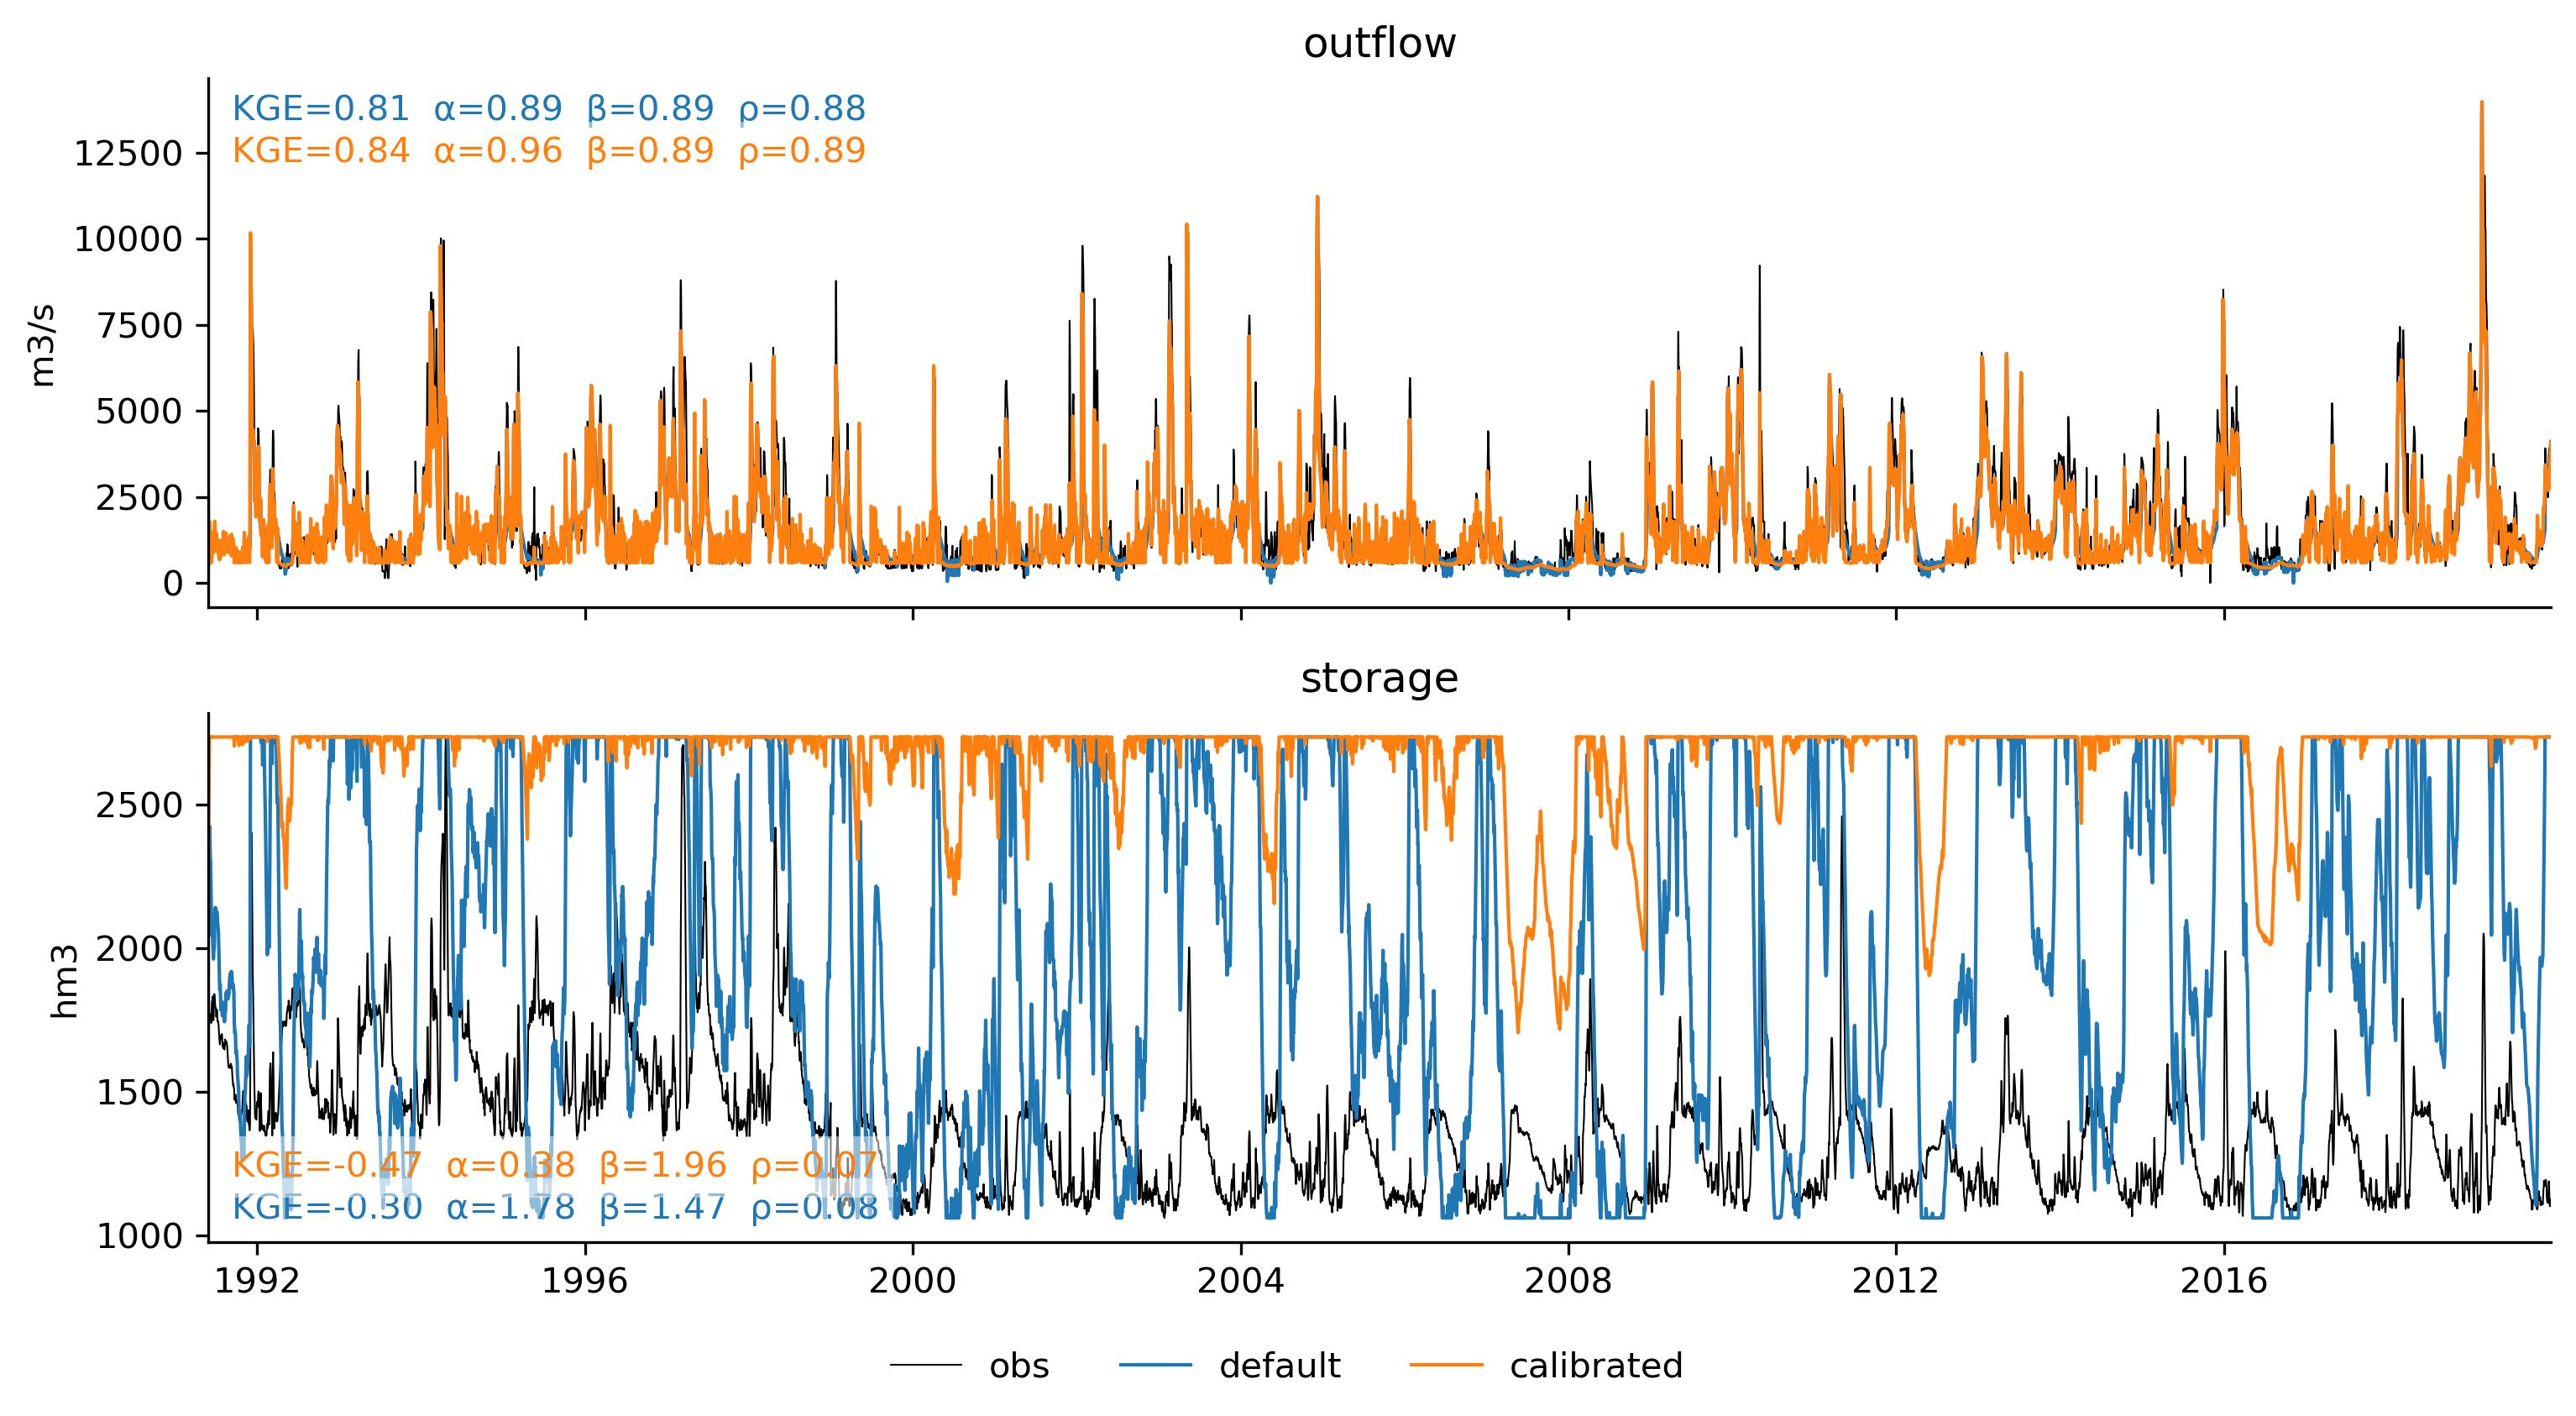 outflow
KGE=0.81 α=0.89 β=0.89 ρ=0.88
KGE=0.84 α=0.96 β=0.89 ρ=0.89
m3/s
12500
10000
7500
5000
2500
0
storage
hm3
2500
2000
1500
1000
KGE=-0.47 α=0.38 β=1.96 ρ=0.07
KGE=-0.30 α=1.78 β=1.47 ρ=0.08
1992 1996 2000 2004 2008 2012 2016
obs default calibrated